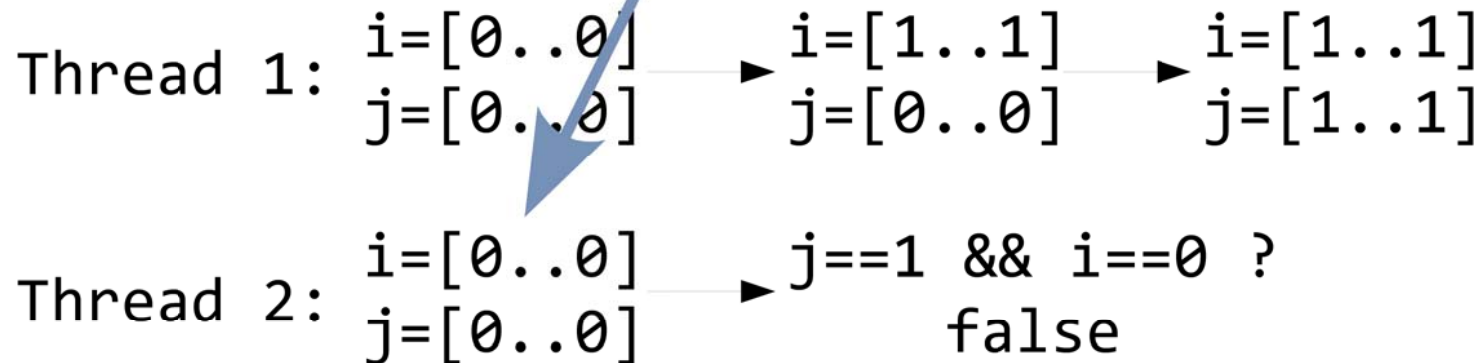 Thread 1: i=[0..0] i=[1..1] i=[1..1]
j=[0..0] j=[0..0] j=[1..1]
Thread 2: i=[0..0] j==1 && i==0 ?
j=[0..0] false